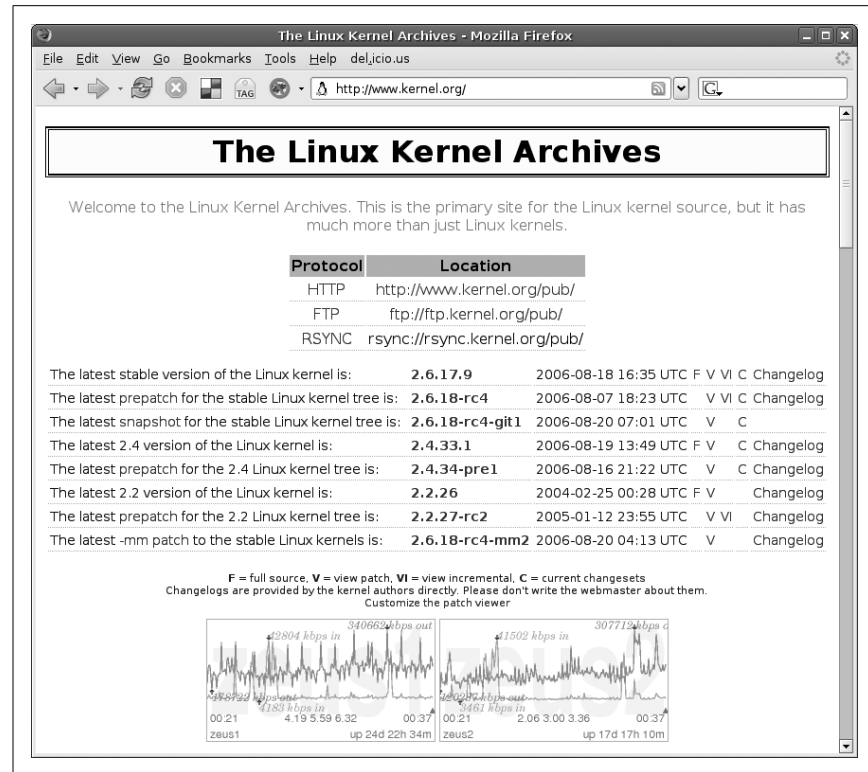 The Linux Kernel Archives - Mozilla Firefox
File Edit View Go Bookmarks Tools Help del.icio.us
TAG http://www.kernel.org/ G
The Linux Kernel Archives
Welcome to the Linux Kernel Archives. This is the primary site for the Linux kernel source, but it has
much more than just Linux kernels.
Protocol Location
HTTP http://www.kernel.org/pub/
FTP ftp://ftp.kernel.org/pub/
RSYNC rsync://rsync.kernel.org/pub/
The latest stable version of the Linux kernel is: 2.6.17.9 2006-08-18 16:35 UTC F V VI C Changelog
The latest prepatch for the stable Linux kernel tree is: 2.6.18-rc4 2006-08-07 18:23 UTC V VI C Changelog
The latest snapshot for the stable Linux kernel tree is: 2.6.18-rc4-git1 2006-08-20 07:01 UTC V C
The latest 2.4 version of the Linux kernel is: 2.4.33.1 2006-08-19 13:49 UTC F V C Changelog
The latest prepatch for the 2.4 Linux kernel tree is: 2.4.34-pre1 2006-08-16 21:22 UTC V C Changelog
The latest 2.2 version of the Linux kernel is: 2.2.26 2004-02-25 00:28 UTC F V Changelog
The latest prepatch for the 2.2 Linux kernel tree is: 2.2.27-rc2 2005-01-12 23:55 UTC V VI Changelog
The latest -mm patch to the stable Linux kernels is: 2.6.18-rc4-mm2 2006-08-20 04:13 UTC V Changelog
F = full source, V = view patch, VI = view incremental, C = current changesets
Changelogs are provided by the kernel authors directly. Please don't write the webmaster about them.
Customize the patch viewer
340662 kbps out 307712 kbps o
42804 kbps in 41502 kbps in
zeus1 zeus2
178722 kbps out 120287 kbps out
4183 kbps in 3461 kbps in
00:21 4.19 5.59 6.32 00:37 00:21 2.06 3.00 3.36 00:37
zeus1 up 24d 22h 34m zeus2 up 17d 17h 10m